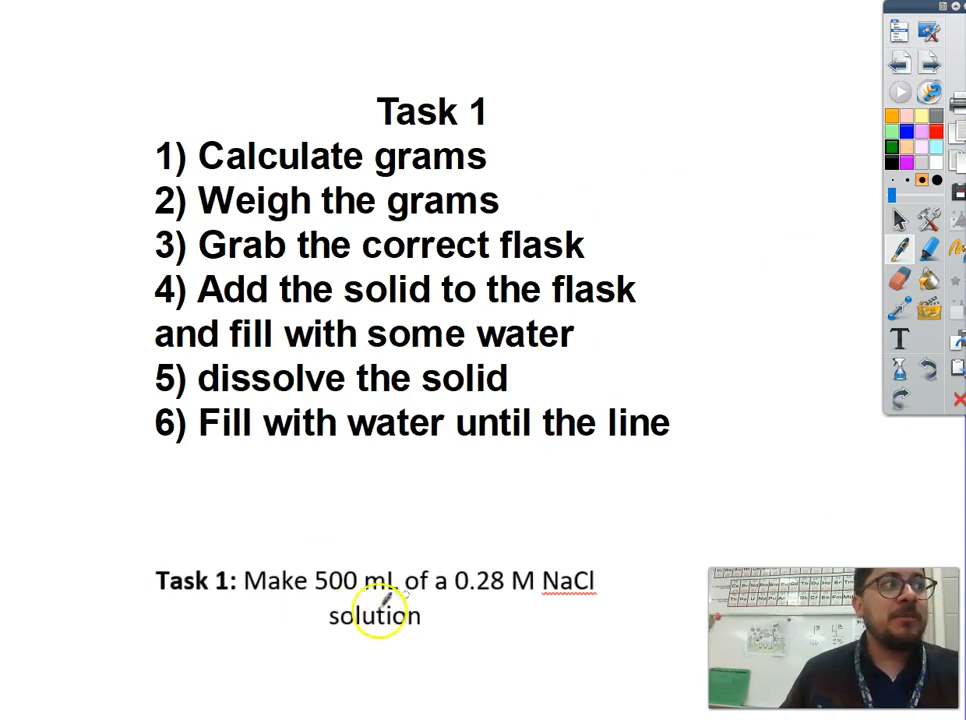 Task 1
1) Calculate grams
2) Weigh the grams
3) Grab the correct flask
4) Add the solid to the flask
and fill with some water
5) dissolve the solid
6) Fill with water until the line
Task 1: Make 500 mL of a 0.28 M NaCl
solution
T